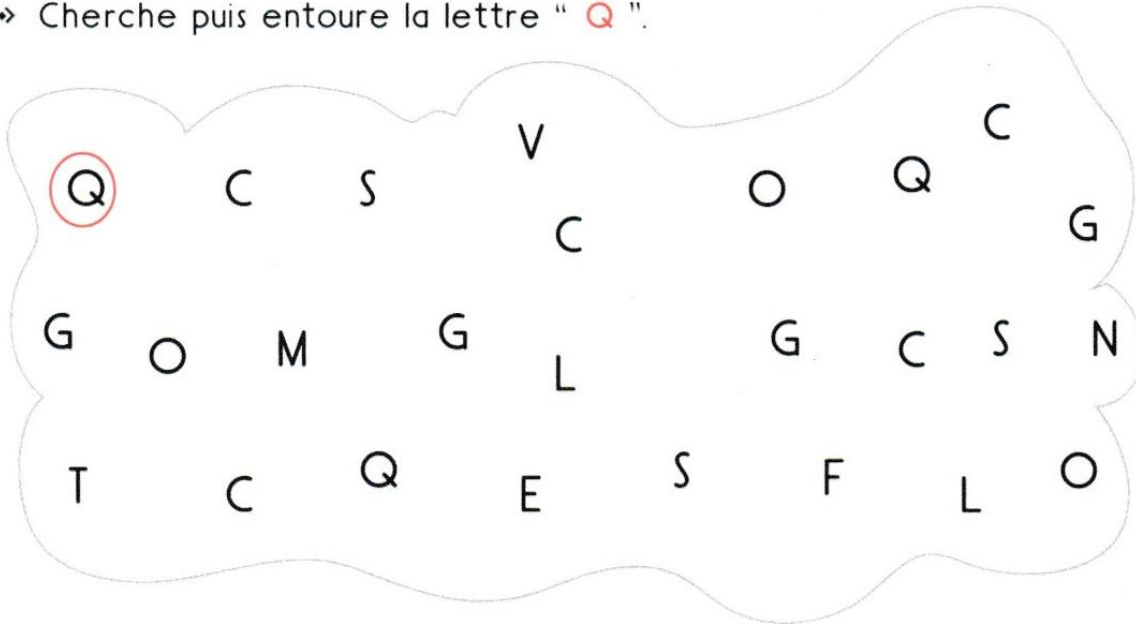 Cherche puis entoure la lettre “ Q ”.
Q C S V C O Q C G
G O M G L G C S N
T C Q E S F L O